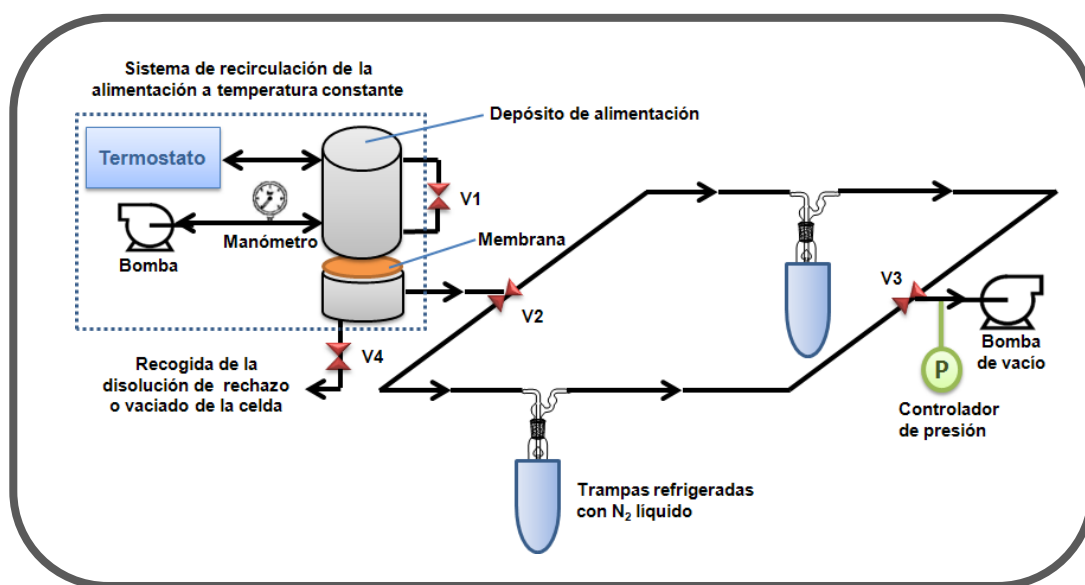 Sistema de recirculación de la
alimentación a temperatura constante
Depósito de alimentación
Termostato
V1
Manómetro
Bomba
Membrana
V2
V3
Bomba
de vacío
V4
Recogida de la
disolución de rechazo
o vaciado de la celda
P
Controlador
de presión
Trampas refrigeradas
con N₂ líquido